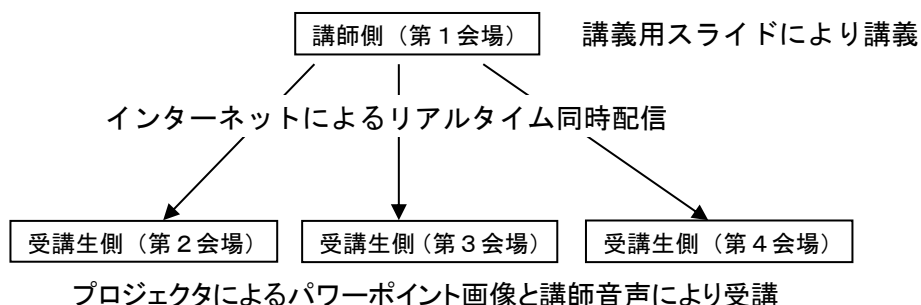 講師側（第１会場） 講義用スライドにより講義
インターネットによるリアルタイム同時配信
受講生側（第２会場） 受講生側（第３会場） 受講生側（第４会場）
プロジェクタによるパワーポイント画像と講師音声により受講